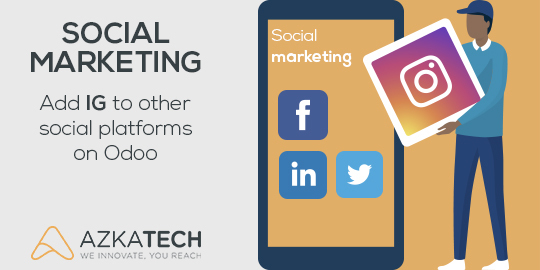 SOCIAL
MARKETING
Add IG to other
social platforms
on Odoo
AZKATECH
WE INNOVATE, YOU REACH
Social
marketing
f
in